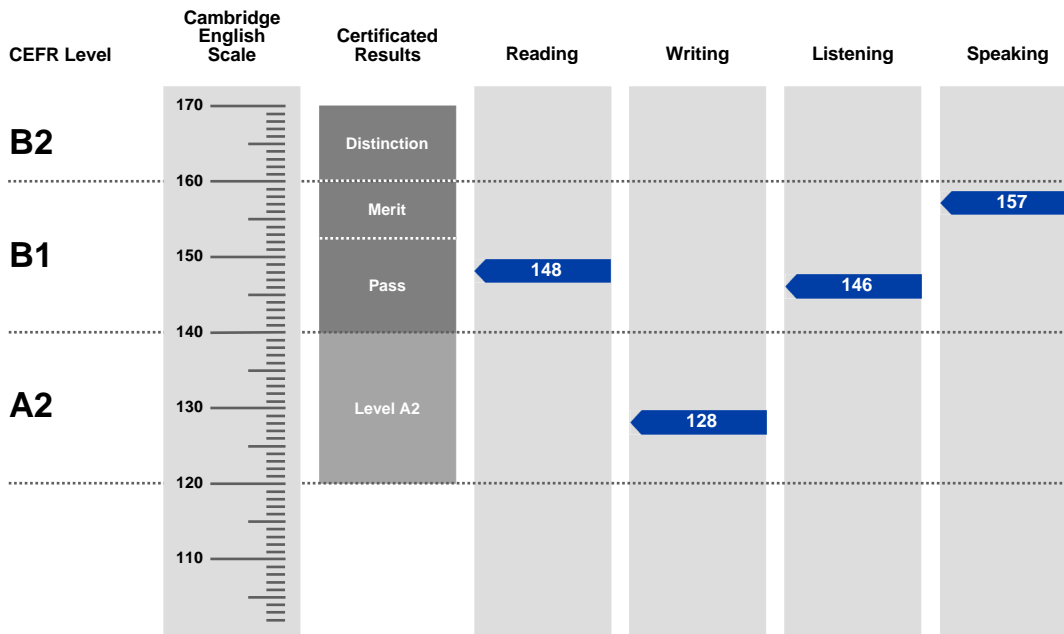 CEFR Level
Cambridge
English
Scale
Certificated
Results
Reading
Writing
Listening
Speaking
170
B2
Distinction
160
157
Merit
B1
150
148
Pass
146
140
A2
130
Level A2
128
120
110